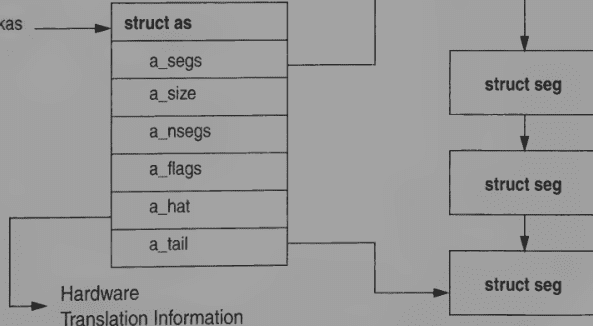 kas
struct as
a_segs
a_size
a_nsegs
a_flags
a_hat
a_tail
Hardware
Translation Information
struct seg
struct seg
struct seg